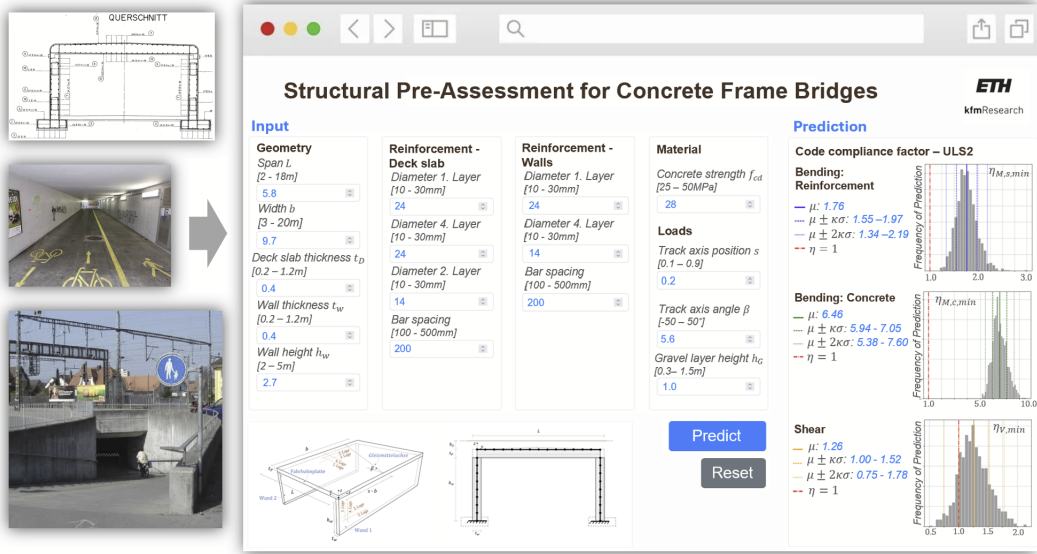 QUERSCHNITT
Structural Pre-Assessment for Concrete Frame Bridges
ETH
kfmResearch
Input
Geometry
Span L
[2 - 18m]
5.8
Width b
[3 - 20m]
9.7
Deck slab thickness t_D
[0.2 – 1.2m]
0.4
Wall thickness t_W
[0.2 – 1.2m]
0.4
Wall height h_W
[2 – 5m]
2.7
Reinforcement -
Deck slab
Diameter 1. Layer
[10 - 30mm]
24
Diameter 4. Layer
[10 - 30mm]
24
Diameter 2. Layer
[10 - 30mm]
14
Bar spacing
[100 - 500mm]
200
Reinforcement -
Walls
Diameter 1. Layer
[10 - 30mm]
24
Diameter 4. Layer
[10 - 30mm]
14
Bar spacing
[100 - 500mm]
200
Material
Concrete strength f_cd
[25 – 50MPa]
28
Loads
Track axis position s
[0.1 – 0.9]
0.2
Track axis angle β
[-50 – 50°]
5.6
Gravel layer height h_G
[0.3– 1.5m]
1.0
Predict
Reset
Fahrbahnplatte
Gleismittelachse
Wand 2
Wand 1
L
b
Prediction
Code compliance factor – ULS2
Bending:
Reinforcement
μ: 1.76
μ ± κσ: 1.55 –1.97
μ ± 2κσ: 1.34 –2.19
η = 1
Frequency of Prediction
η_M,s,min
1.0 2.0 3.0
Bending: Concrete
μ: 6.46
μ ± κσ: 5.94 - 7.05
μ ± 2κσ: 5.38 - 7.60
η = 1
Frequency of Prediction
η_M,c,min
1.0 5.0 10.0
Shear
μ: 1.26
μ ± κσ: 1.00 - 1.52
μ ± 2κσ: 0.75 - 1.78
η = 1
Frequency of Prediction
η_V,min
0.5 1.0 1.5 2.0